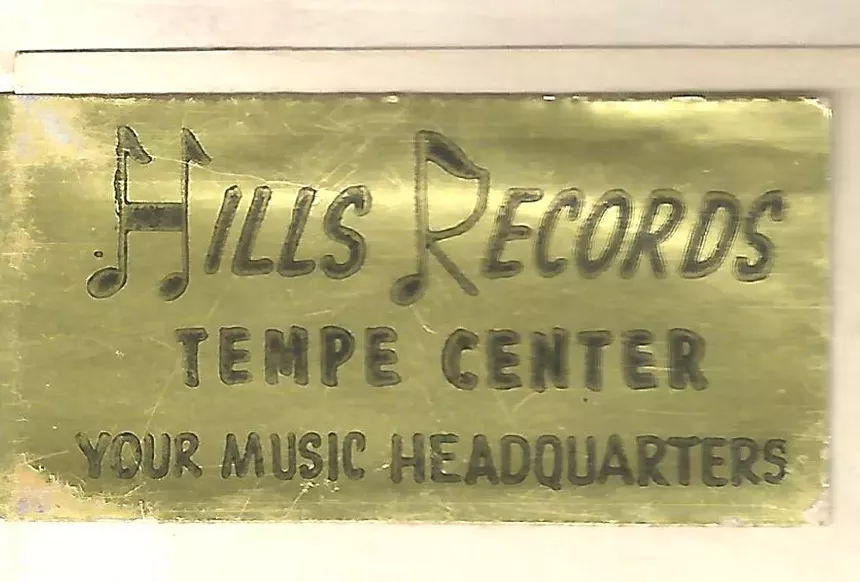 HILLS RECORDS
TEMPE CENTER
YOUR MUSIC HEADQUARTERS